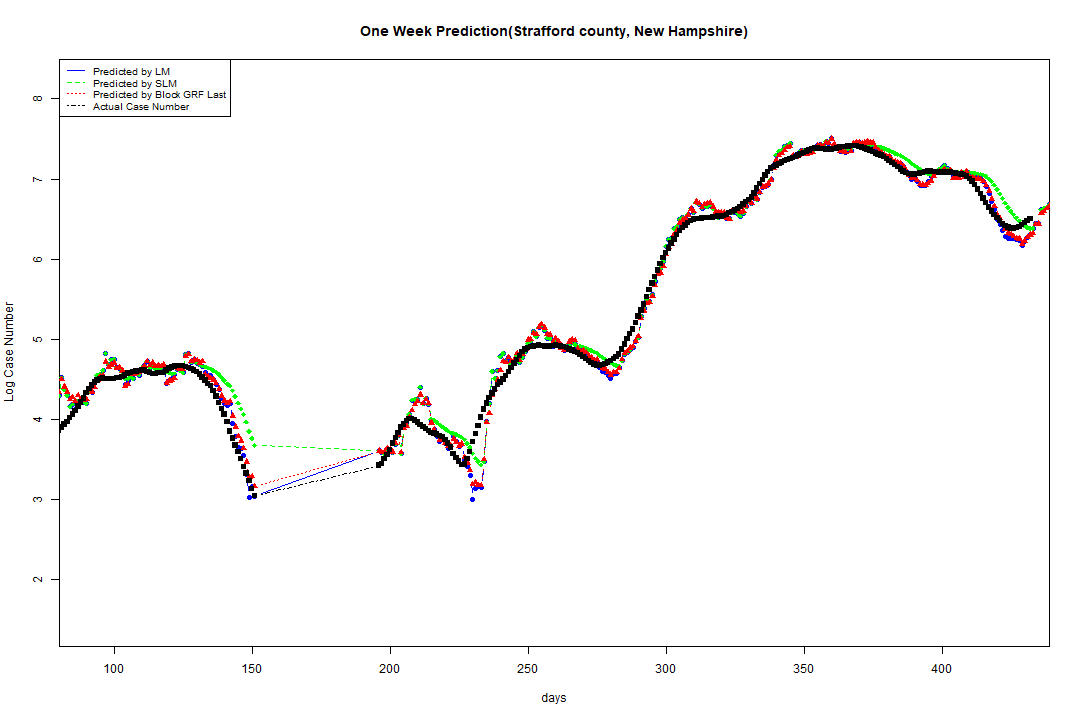 One Week Prediction(Strafford county, New Hampshire)
Predicted by LM
Predicted by SLM
Predicted by Block GRF Last
Actual Case Number
Log Case Number
8
7
6
5
4
3
2
100 150 200 250 300 350 400
days